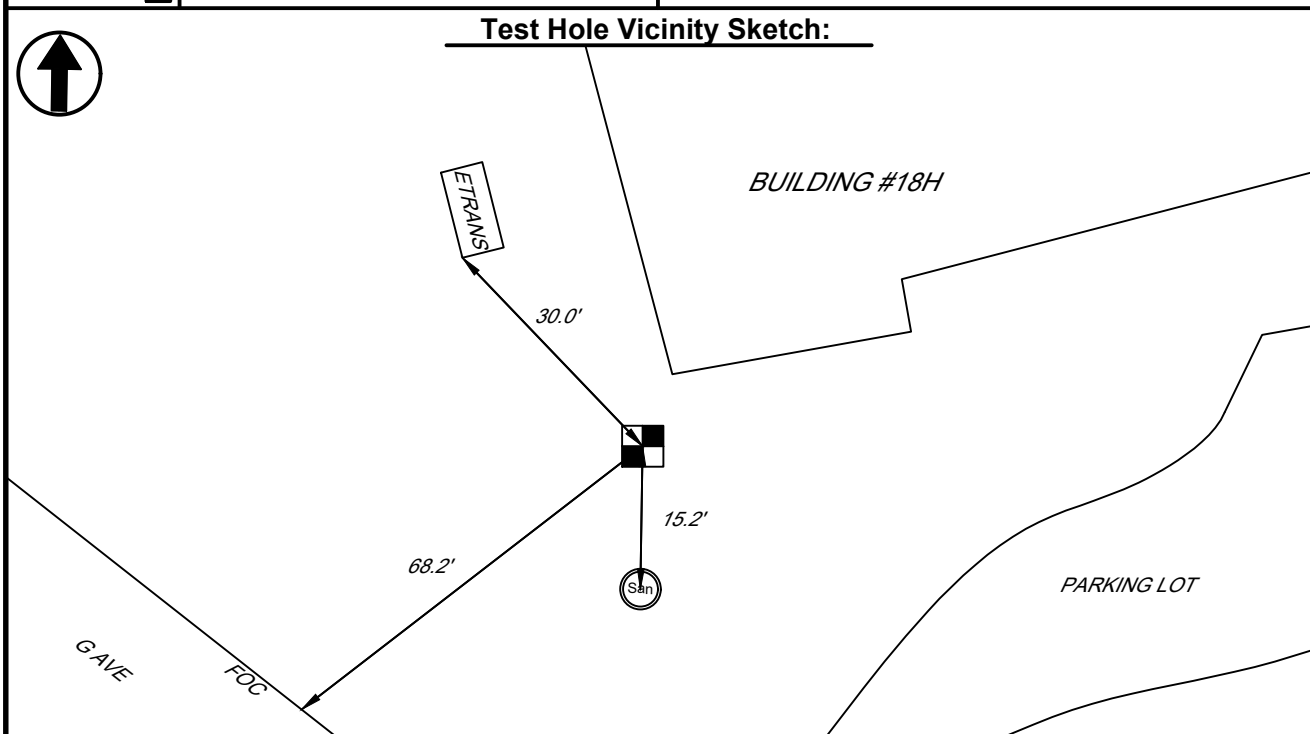 Test Hole Vicinity Sketch:
BUILDING #18H
ETRANS
30.0'
15.2'
68.2'
San
PARKING LOT
G AVE
FOC